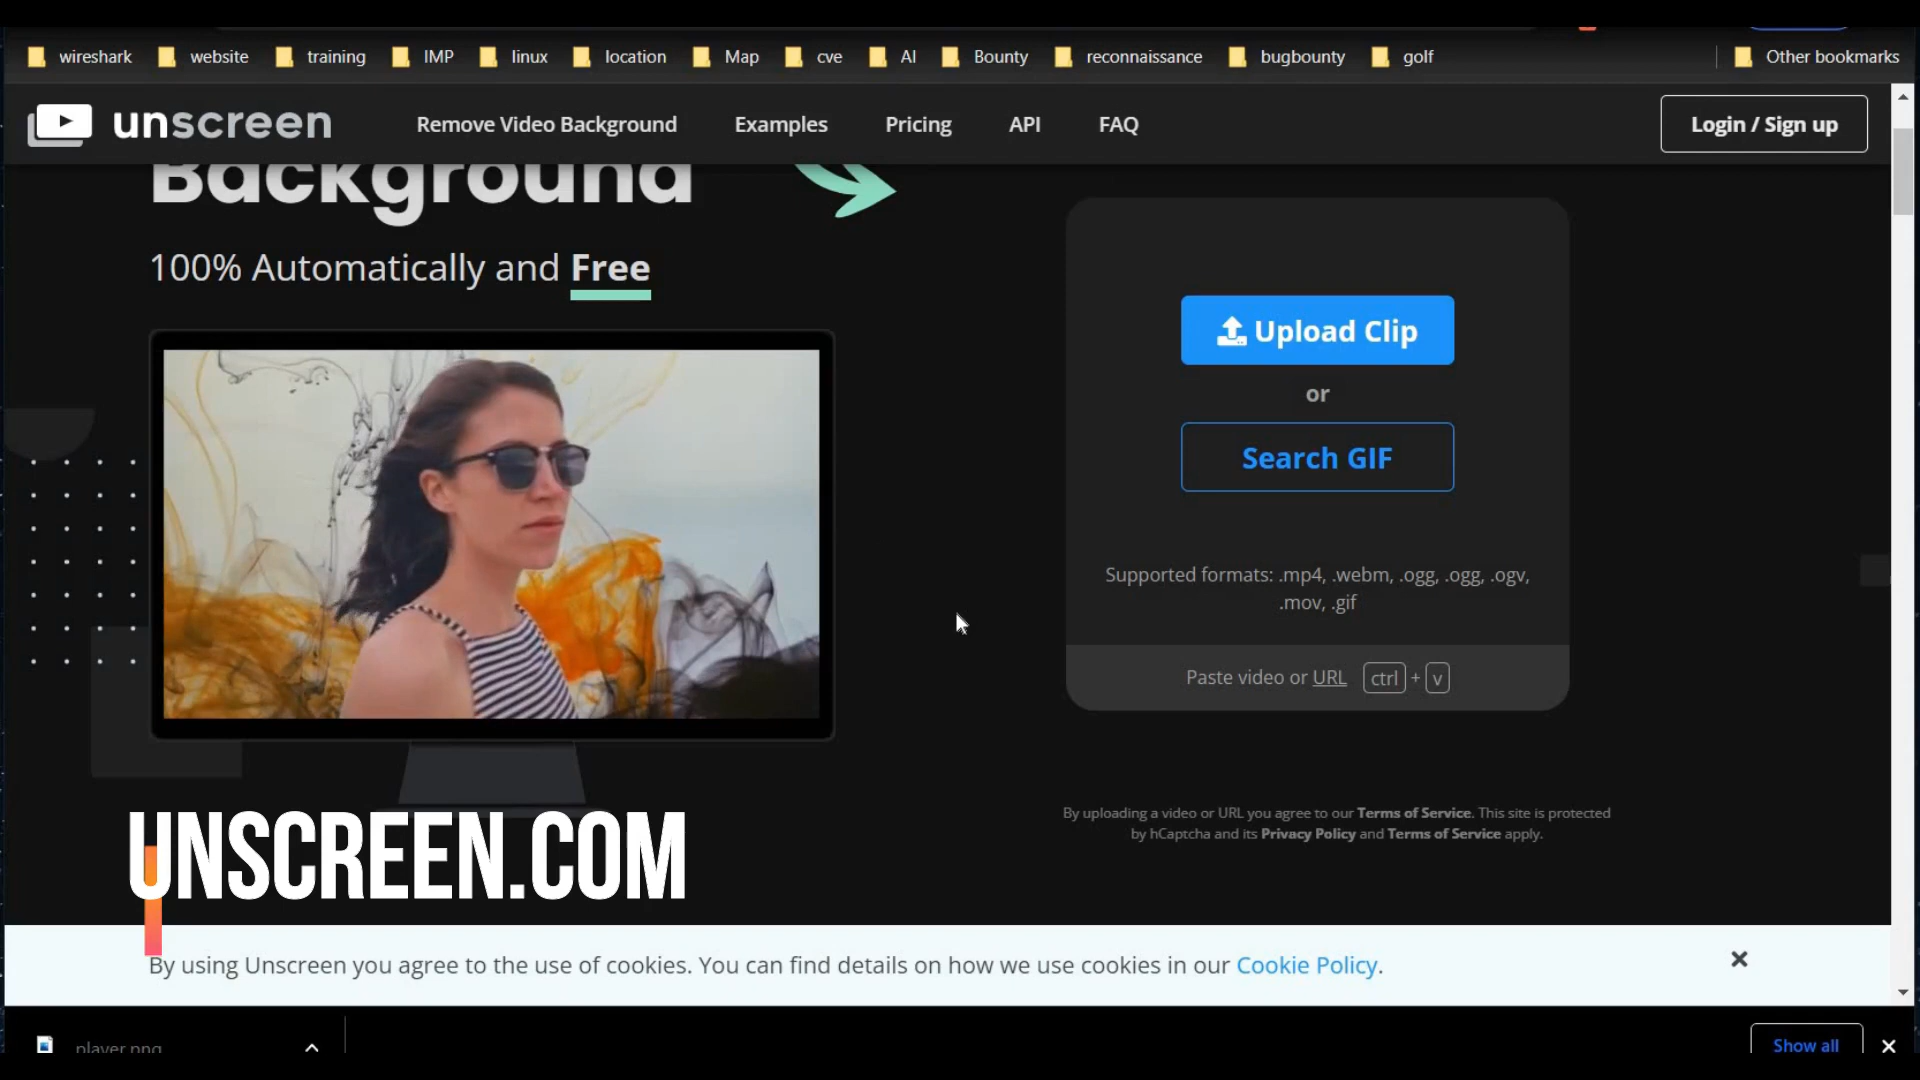 wireshark website training IMP linux location Map cve AI Bounty reconnaissance bugbounty golf Other bookmarks
unscreen Remove Video Background Examples Pricing API FAQ Login / Sign up
Background
100% Automatically and Free
Upload Clip
or
Search GIF
Supported formats: .mp4, .webm, .ogg, .ogg, .ogv,
.mov, .gif
Paste video or URL ctrl + v
By uploading a video or URL you agree to our Terms of Service. This site is protected
by hCaptcha and its Privacy Policy and Terms of Service apply.
UNSCREEN.COM
By using Unscreen you agree to the use of cookies. You can find details on how we use cookies in our Cookie Policy.
player.png Show all